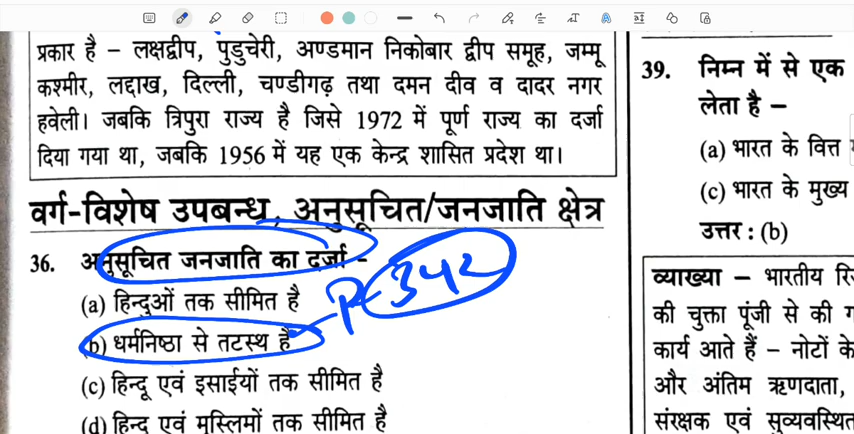 प्रकार है – लक्षद्वीप, पुडुचेरी, अण्डमान निकोबार द्वीप समूह, जम्मू
कश्मीर, लद्दाख, दिल्ली, चण्डीगढ़ तथा दमन दीव व दादर नगर
हवेली। जबकि त्रिपुरा राज्य है जिसे 1972 में पूर्ण राज्य का दर्जा
दिया गया था, जबकि 1956 में यह एक केन्द्र शासित प्रदेश था।
वर्ग-विशेष उपबन्ध, अनुसूचित/जनजाति क्षेत्र
36. अनुसूचित जनजाति का दर्जा –
(a) हिन्दुओं तक सीमित है
(b) धर्मनिष्ठा से तटस्थ है
342
(c) हिन्दू एवं इसाईयों तक सीमित है
(d) हिन्दू एवं मुस्लिमों तक सीमित है
39. निम्न में से एक
लेता है –
(a) भारत के वित्त
(c) भारत के मुख्य
उत्तर : (b)
व्याख्या – भारतीय
की चुक्ता पूंजी से की
कार्य आते हैं – नोटों के
और अंतिम ऋणदाता,
संरक्षक एवं